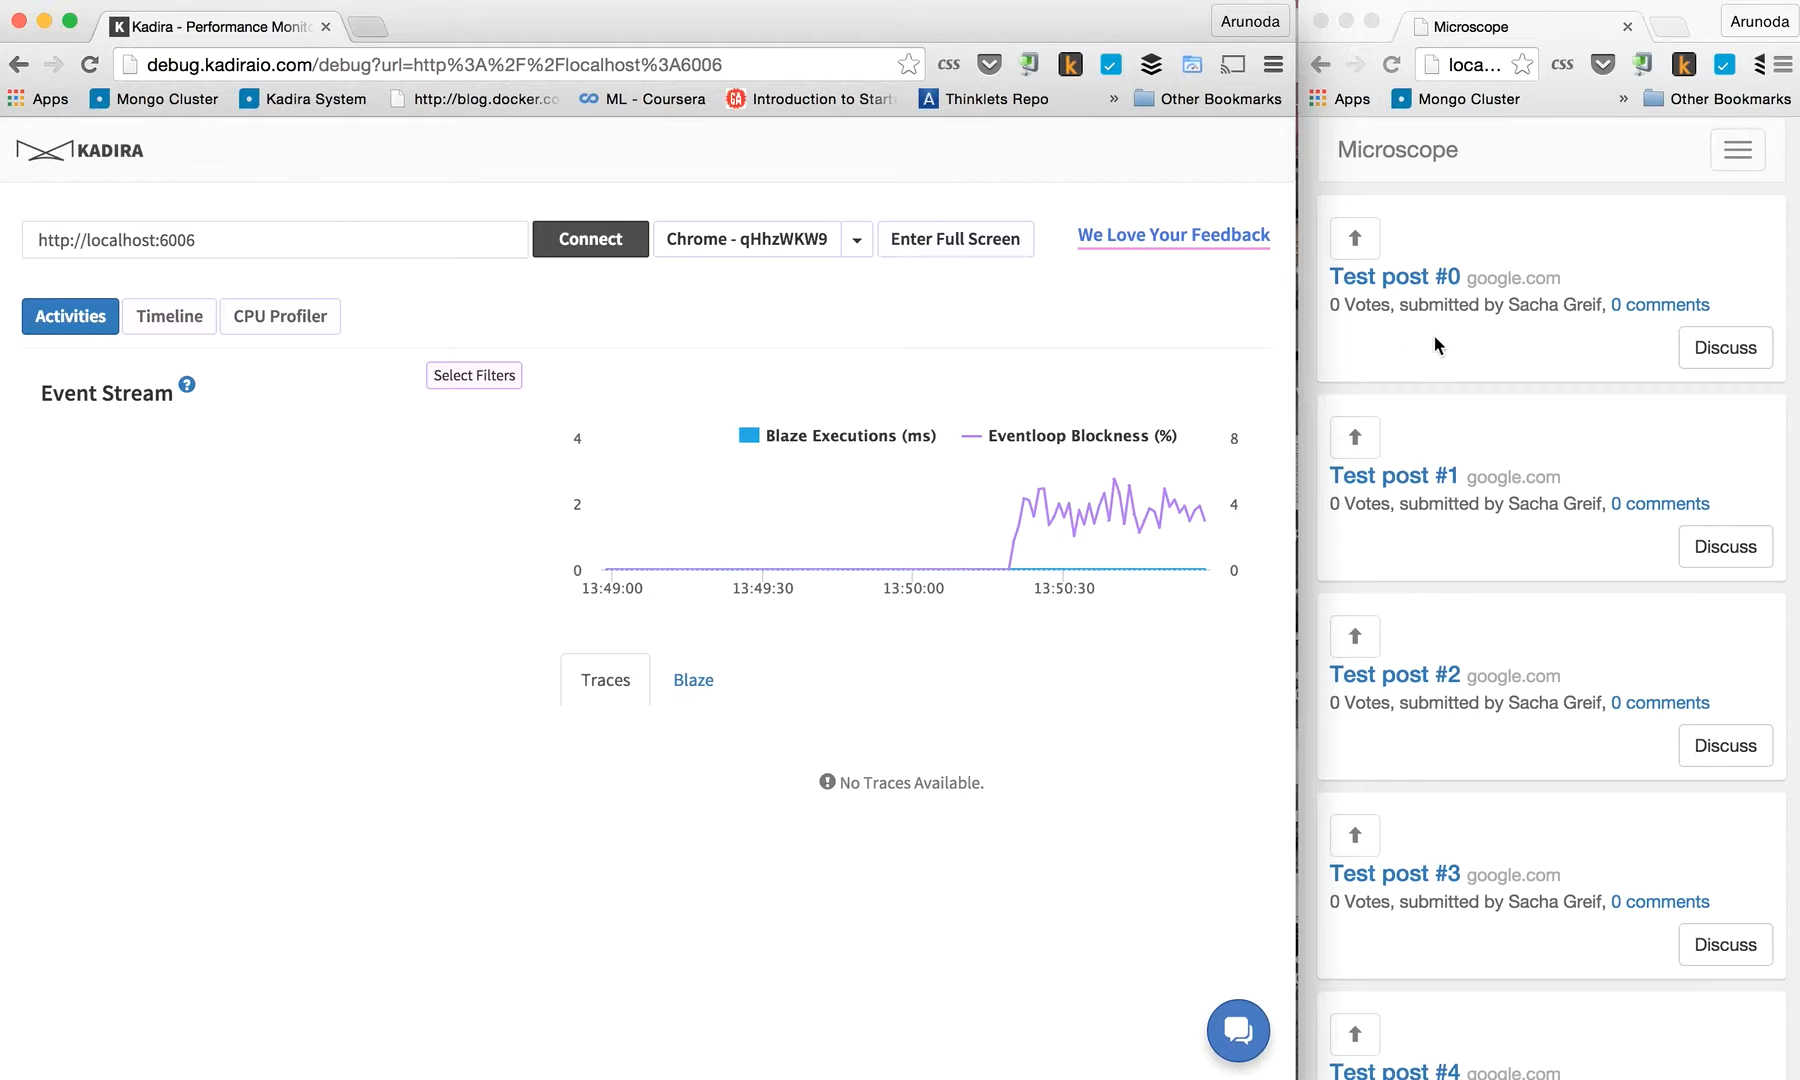 Kadira - Performance Monit
Arunoda
debug.kadiraio.com/debug?url=http%3A%2F%2Flocalhost%3A6006
css
Apps
Mongo Cluster
Kadira System
http://blog.docker.co
ML - Coursera
Introduction to Start
Thinklets Repo
»
Other Bookmarks
KADIRA
http://localhost:6006
Connect
Chrome - qHhzWKW9
Enter Full Screen
We Love Your Feedback
Activities
Timeline
CPU Profiler
Event Stream
?
Select Filters
Blaze Executions (ms)
Eventloop Blockness (%)
4
2
0
8
4
0
13:49:00
13:49:30
13:50:00
13:50:30
Traces
Blaze
No Traces Available.
Microscope
Arunoda
loca...
css
Apps
Mongo Cluster
»
Other Bookmarks
Microscope
Test post #0 google.com
0 Votes, submitted by Sacha Greif, 0 comments
Discuss
Test post #1 google.com
0 Votes, submitted by Sacha Greif, 0 comments
Discuss
Test post #2 google.com
0 Votes, submitted by Sacha Greif, 0 comments
Discuss
Test post #3 google.com
0 Votes, submitted by Sacha Greif, 0 comments
Discuss
Test post #4 google.com